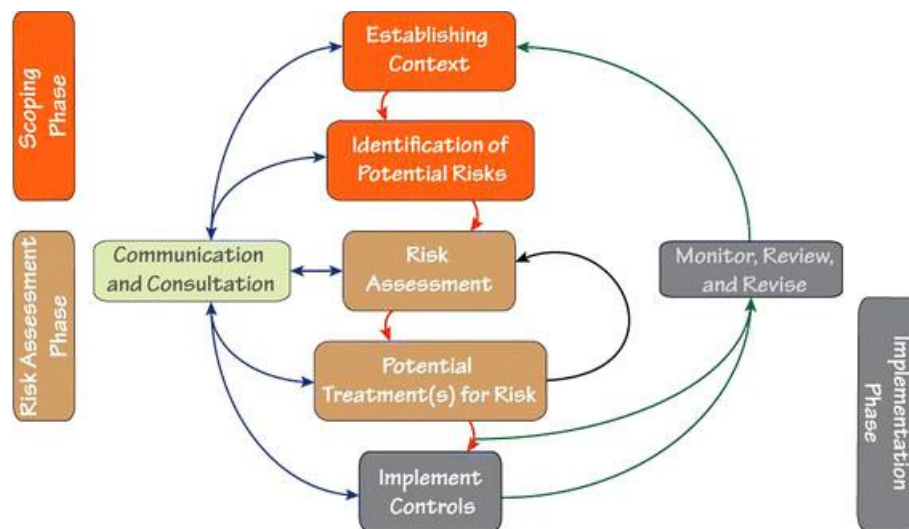 Scoping
Phase
Establishing
Context
Identification of
Potential Risks
Risk Assessment
Phase
Communication
and Consultation
Risk
Assessment
Monitor, Review,
and Revise
Potential
Treatment(s) for Risk
Implementation
Phase
Implement
Controls